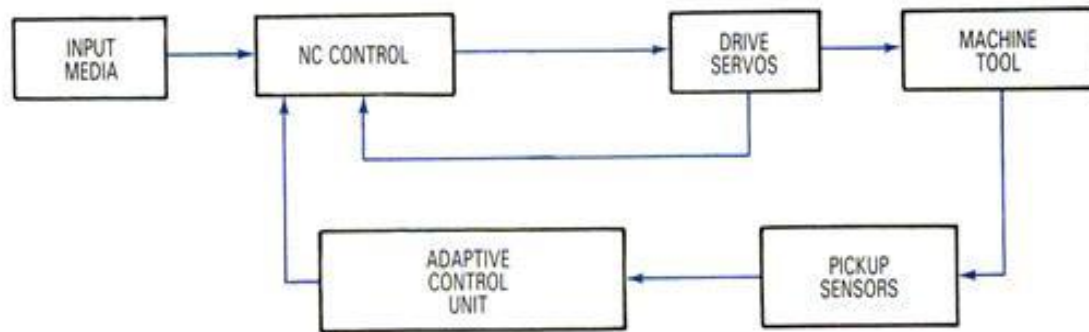 INPUT
MEDIA
NC CONTROL
DRIVE
SERVOS
MACHINE
TOOL
ADAPTIVE
CONTROL
UNIT
PICKUP
SENSORS